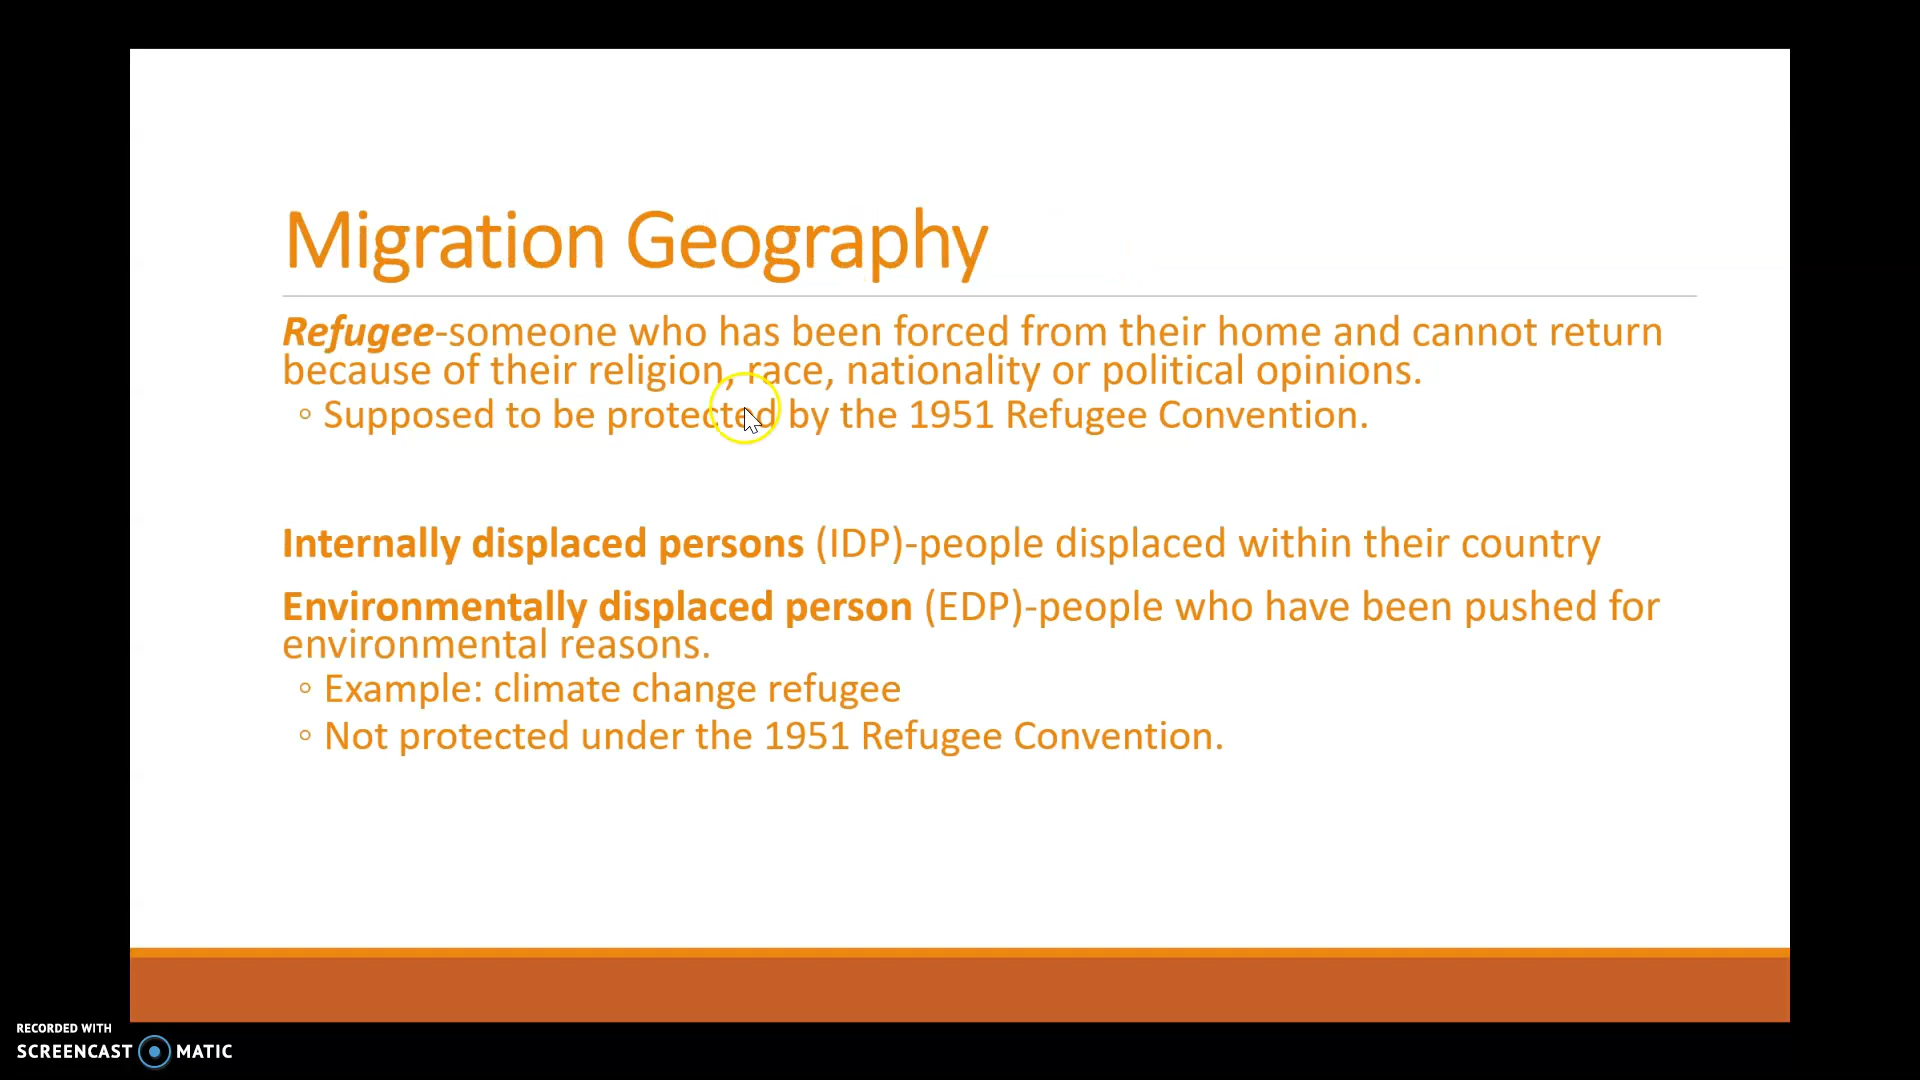 Migration Geography
Refugee-someone who has been forced from their home and cannot return
because of their religion, race, nationality or political opinions.
◦ Supposed to be protected by the 1951 Refugee Convention.
Internally displaced persons (IDP)-people displaced within their country
Environmentally displaced person (EDP)-people who have been pushed for
environmental reasons.
◦ Example: climate change refugee
◦ Not protected under the 1951 Refugee Convention.
RECORDED WITH
SCREENCAST MATIC